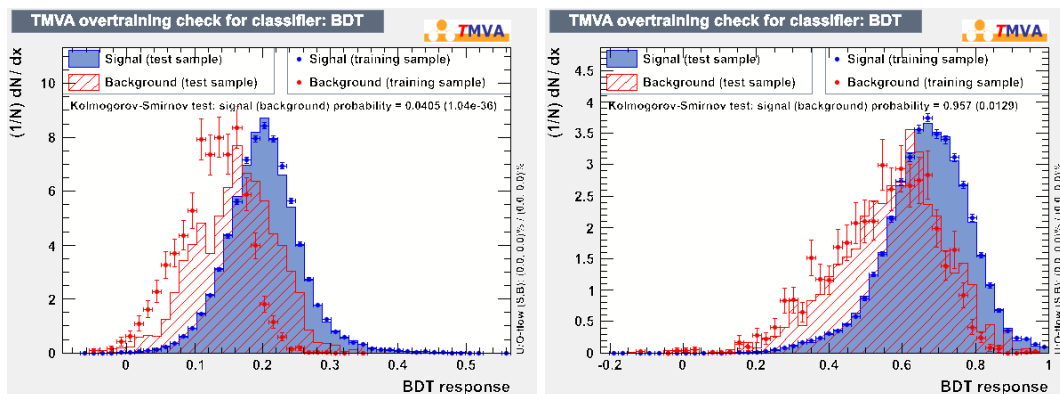 TMVA overtraining check for classifier: BDT
TMVA
Signal (test sample)
Background (test sample)
Signal (training sample)
Background (training sample)
Kolmogorov-Smirnov test: signal (background) probability = 0.0405 (1.04e-36)
(1/N) dN / dx
10
8
6
4
2
0
0
0.1
0.2
0.3
0.4
0.5
BDT response
U/O-flow (S,B): (0.0, 0.0)% / (0.0, 0.0)%
TMVA overtraining check for classifier: BDT
TMVA
Signal (test sample)
Background (test sample)
Signal (training sample)
Background (training sample)
Kolmogorov-Smirnov test: signal (background) probability = 0.957 (0.0129)
(1/N) dN / dx
4.5
4
3.5
3
2.5
2
1.5
1
0.5
0
-0.2
0
0.2
0.4
0.6
0.8
1
BDT response
U/O-flow (S,B): (0.0, 0.0)% / (0.0, 0.0)%